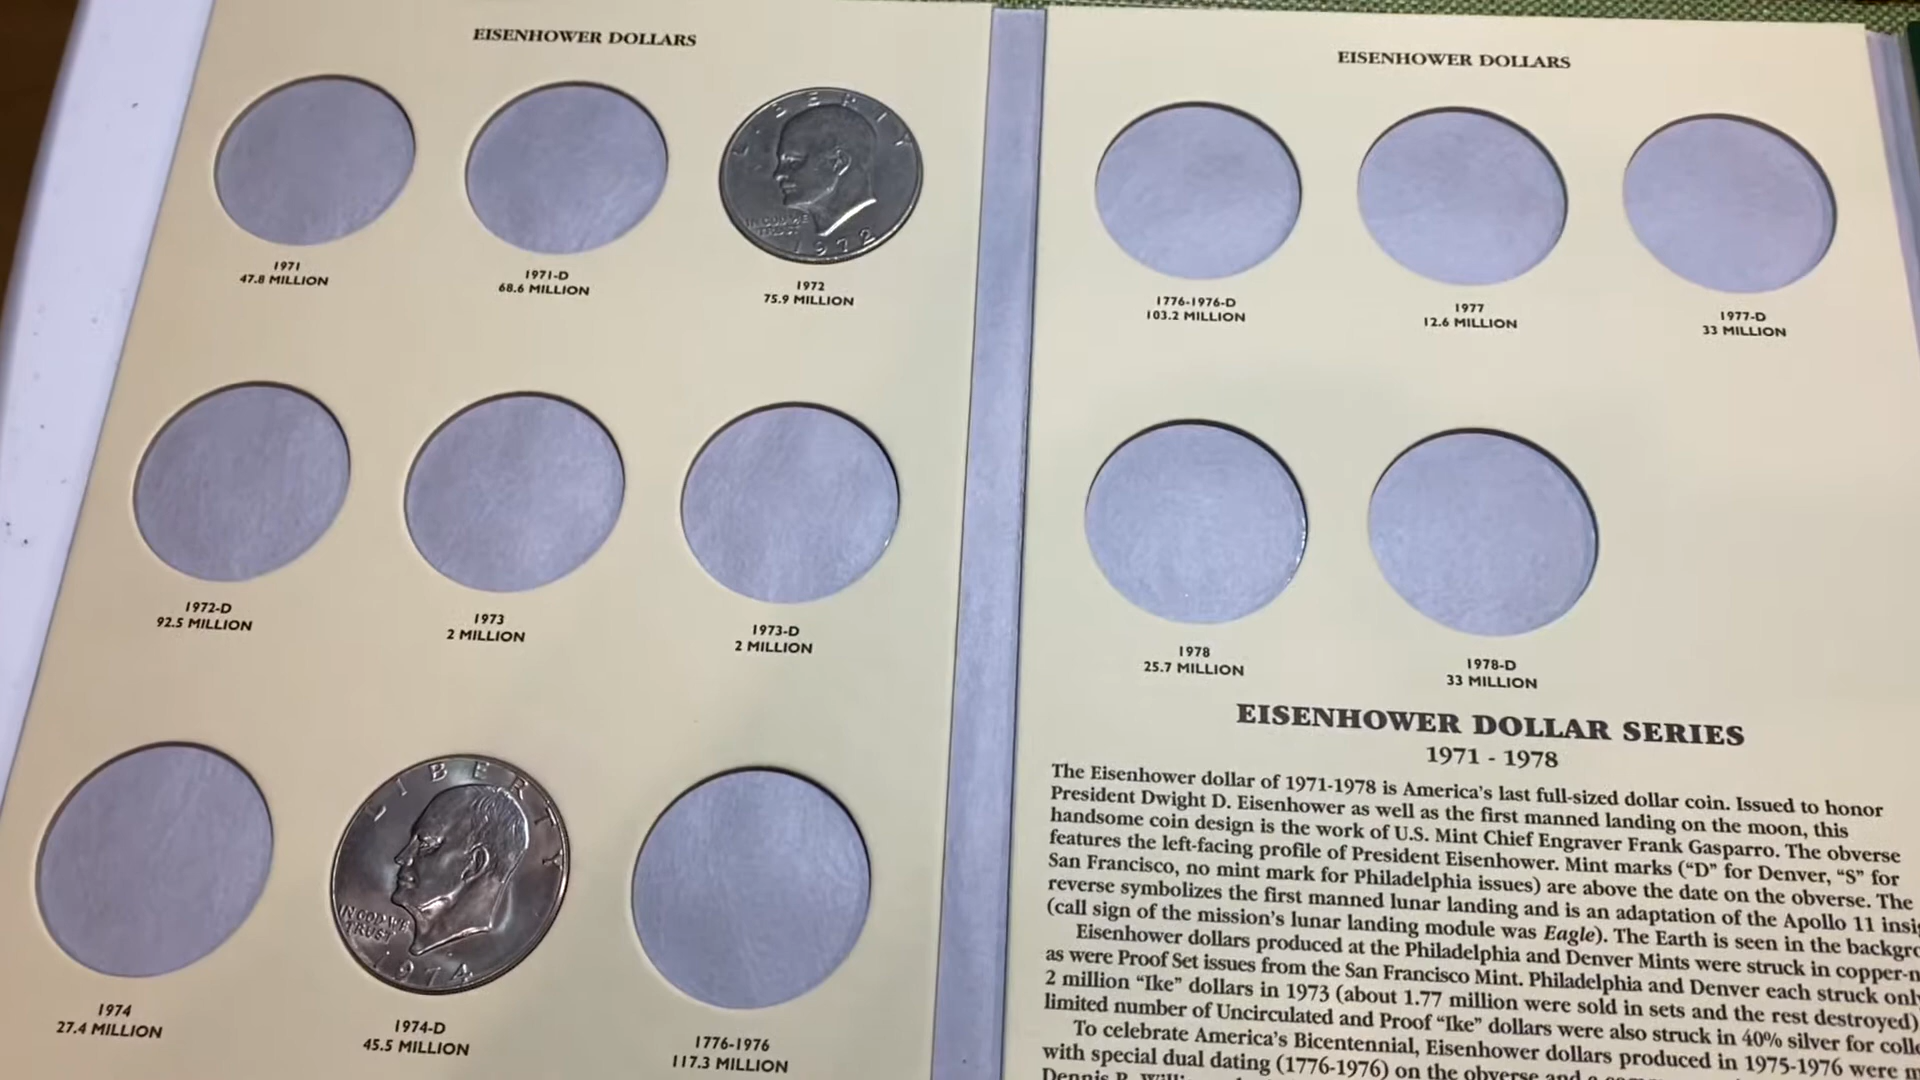 EISENHOWER DOLLARS
LIBERTY
IN GOD WE
TRUST
1972
1971
47.8 MILLION
1971-D
68.6 MILLION
1972
75.9 MILLION
1972-D
92.5 MILLION
1973
2 MILLION
1973-D
2 MILLION
LIBERTY
IN GOD WE
TRUST
1974
1974
27.4 MILLION
1974-D
45.5 MILLION
1776-1976
117.3 MILLION
EISENHOWER DOLLARS
1776-1976-D
103.2 MILLION
1977
12.6 MILLION
1977-D
33 MILLION
1978
25.7 MILLION
1978-D
33 MILLION
EISENHOWER DOLLAR SERIES
1971 - 1978
The Eisenhower dollar of 1971-1978 is America's last full-sized dollar coin. Issued to honor
President Dwight D. Eisenhower as well as the first manned landing on the moon, this
handsome coin design is the work of U.S. Mint Chief Engraver Frank Gasparro. The obverse
features the left-facing profile of President Eisenhower. Mint marks (“D” for Denver, “S” for
San Francisco, no mint mark for Philadelphia issues) are above the date on the obverse. The
reverse symbolizes the first manned lunar landing and is an adaptation of the Apollo 11 insi
(call sign of the mission's lunar landing module was Eagle). The Earth is seen in the backgro
Eisenhower dollars produced at the Philadelphia and Denver Mints were struck in copper-n
as were Proof Set issues from the San Francisco Mint. Philadelphia and Denver each struck only
2 million “Ike” dollars in 1973 (about 1.77 million were sold in sets and the rest destroyed)
limited number of Uncirculated and Proof “Ike” dollars were also struck in 40% silver for colle
To celebrate America's Bicentennial, Eisenhower dollars produced in 1975-1976 were m
with special dual dating (1776-1976) on the obverse and a
Dennis R.